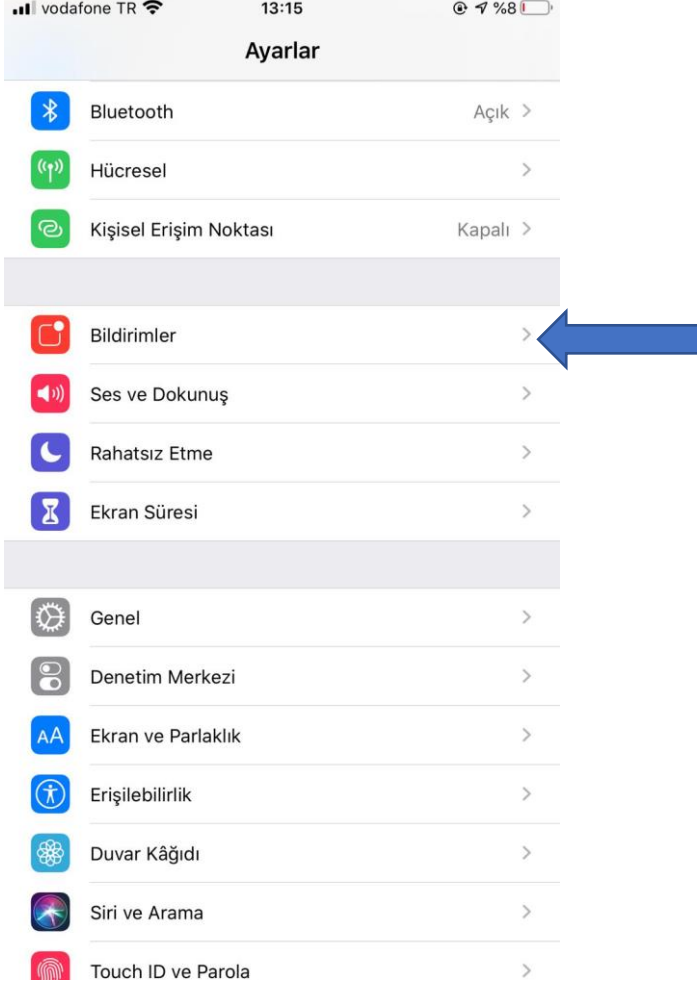 vodafone TR 13:15 %8
Ayarlar
Bluetooth Açık
Hücresel
Kişisel Erişim Noktası Kapalı
Bildirimler
Ses ve Dokunuş
Rahatsız Etme
Ekran Süresi
Genel
Denetim Merkezi
AA Ekran ve Parlaklık
Erişilebilirlik
Duvar Kâğıdı
Siri ve Arama
Touch ID ve Parola